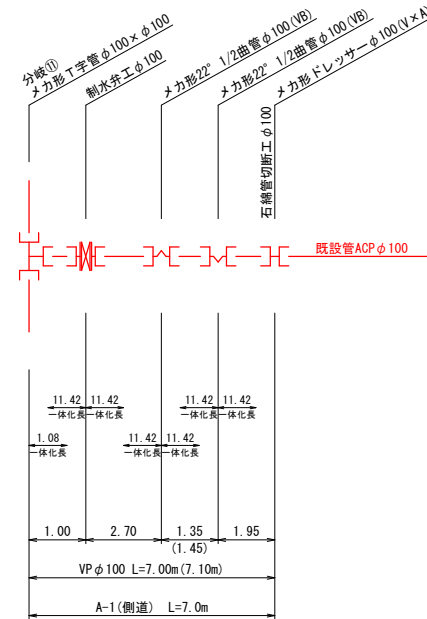 分岐⑪
メカ形T字管φ100×φ100
制水弁工φ100
メカ形22° 1/2曲管φ100(VB)
メカ形22° 1/2曲管φ100(VB)
石綿管切断工φ100
メカ形ドレッサーφ100(V×A)
既設管ACPφ100
11.42 11.42 11.42 11.42
一体化長 一体化長 一体化長 一体化長
1.08 11.42 11.42
一体化長 一体化長 一体化長
1.00 2.70 1.35 1.95
(1.45)
VPφ100 L=7.00m(7.10m)
A-1(側道) L=7.0m